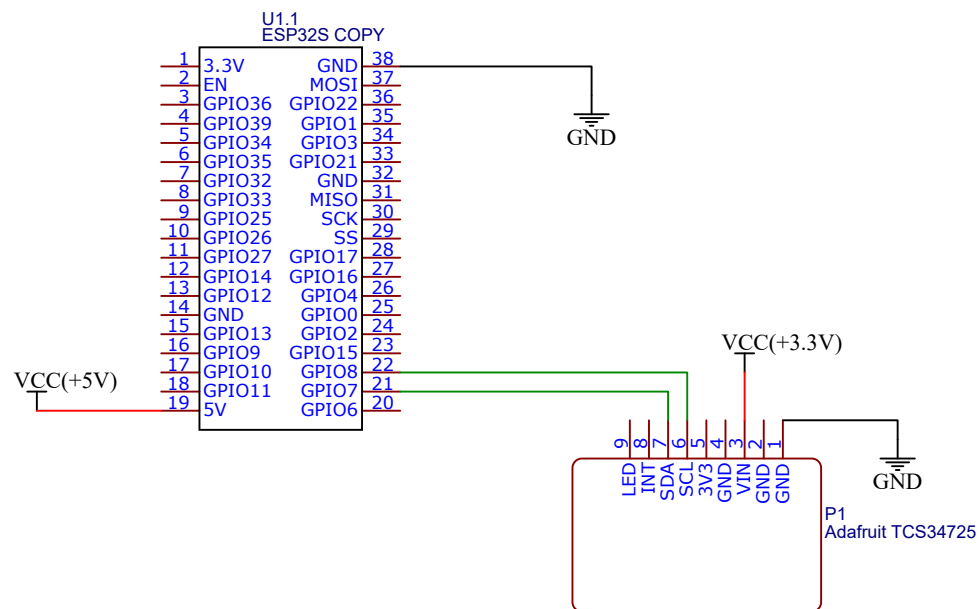 U1.1
ESP32S COPY
1 3.3V GND 38
2 EN MOSI 37
3 GPIO36 GPIO22 36
4 GPIO39 GPIO1 35
5 GPIO34 GPIO3 34
6 GPIO35 GPIO21 33
7 GPIO32 GND 32
8 GPIO33 MISO 31
9 GPIO25 SCK 30
10 GPIO26 SS 29
11 GPIO27 GPIO17 28
12 GPIO14 GPIO16 27
13 GPIO12 GPIO4 26
14 GND GPIO0 25
15 GPIO13 GPIO2 24
16 GPIO9 GPIO15 23
17 GPIO10 GPIO8 22
18 GPIO11 GPIO7 21
19 5V GPIO6 20
GND
VCC(+5V)
VCC(+3.3V)
9 8 7 6 5 4 3 2 1
LED INT SDA SCL 3V3 GND VIN GND GND
GND
P1
Adafruit TCS34725